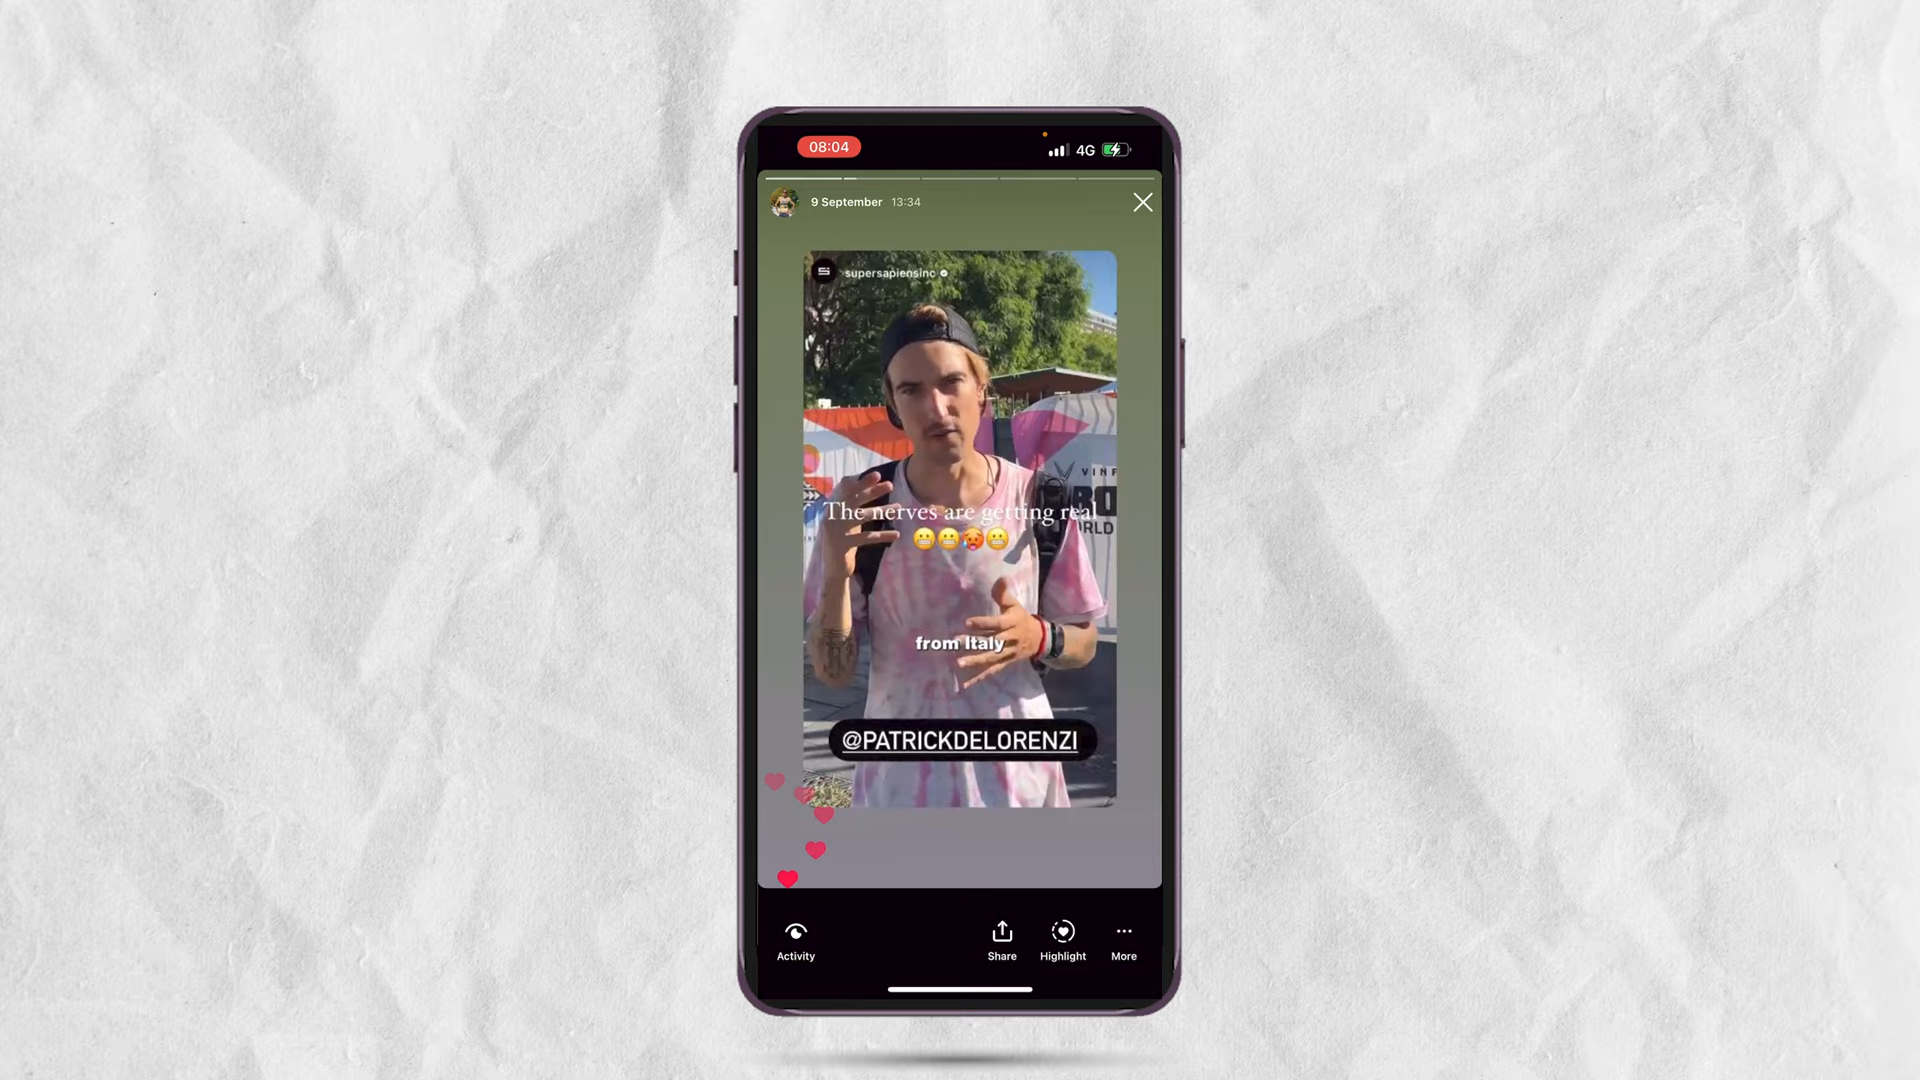 08:04
4G
9 September 13:34
supersapiensinc
VINF
The nerves are getting real
😬😬🥵😬
from Italy
@PATRICKDELORENZI
Activity
Share
Highlight
More